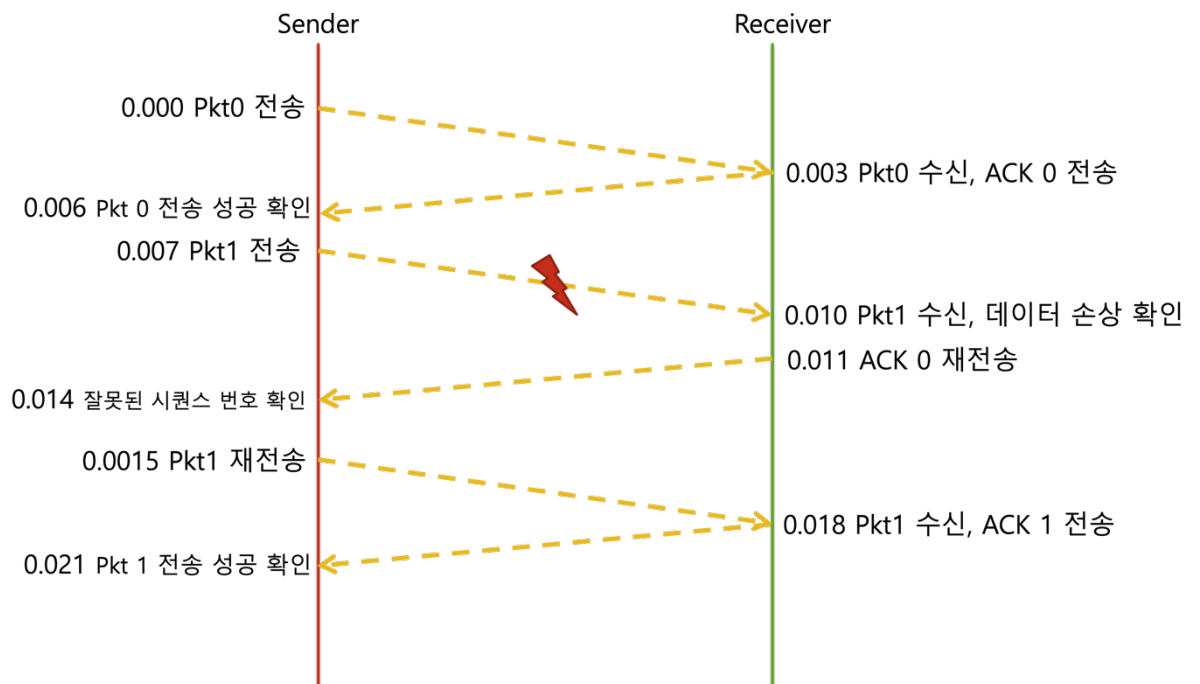 Sender
Receiver
0.000 Pkt0 전송
0.003 Pkt0 수신, ACK 0 전송
0.006 Pkt 0 전송 성공 확인
0.007 Pkt1 전송
0.010 Pkt1 수신, 데이터 손상 확인
0.011 ACK 0 재전송
0.014 잘못된 시퀀스 번호 확인
0.0015 Pkt1 재전송
0.018 Pkt1 수신, ACK 1 전송
0.021 Pkt 1 전송 성공 확인